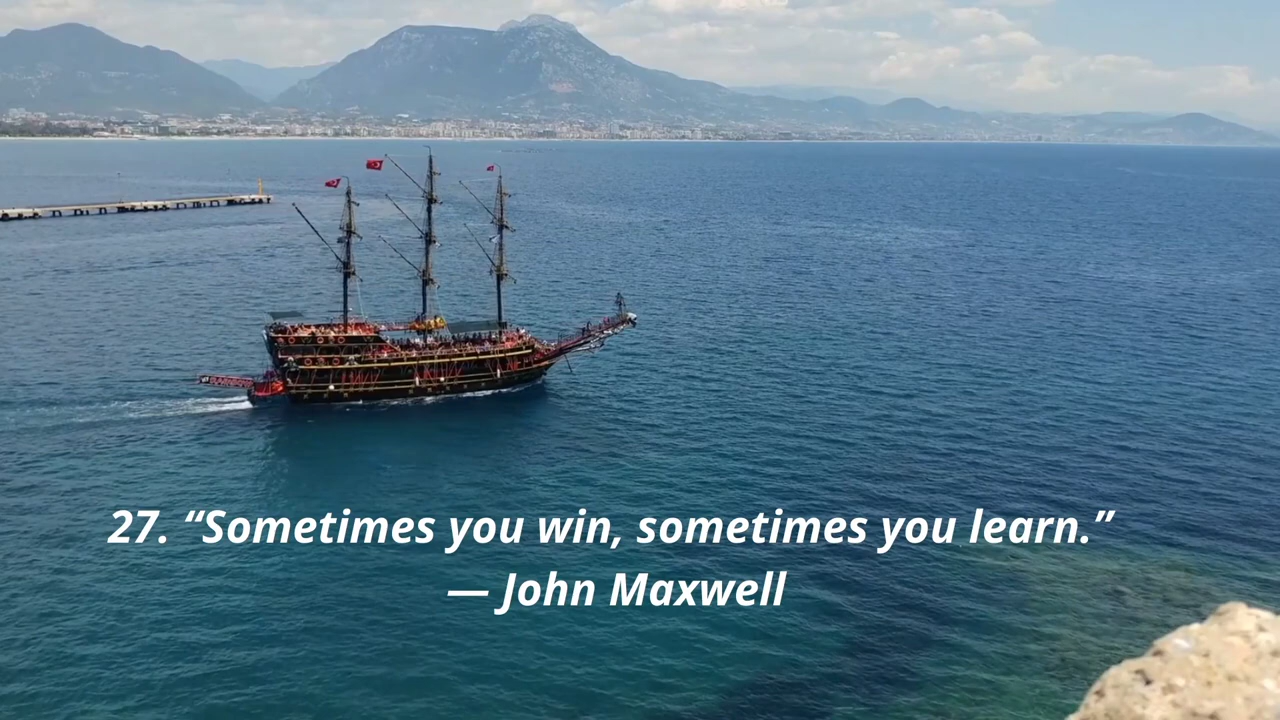 27. “Sometimes you win, sometimes you learn.”
— John Maxwell